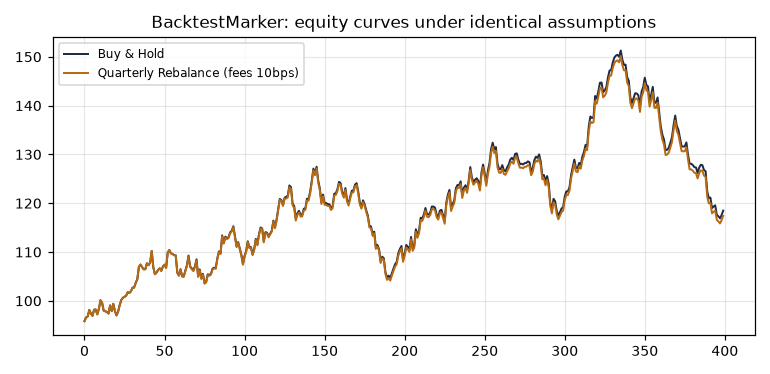 BacktestMarker: equity curves under identical assumptions
Buy & Hold
Quarterly Rebalance (fees 10bps)
150
140
130
120
110
100
0 50 100 150 200 250 300 350 400